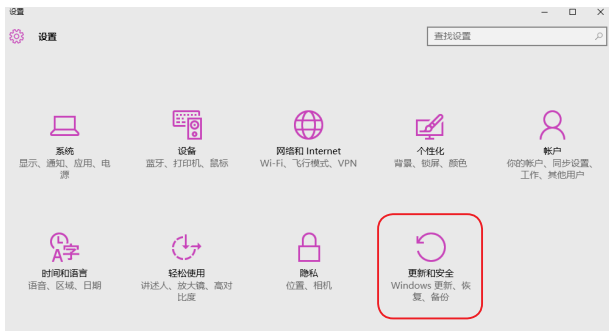 设置
设置
查找设置
系统
显示、通知、应用、电
源
设备
蓝牙、打印机、鼠标
网络和 Internet
Wi-Fi、飞行模式、VPN
个性化
背景、锁屏、颜色
帐户
你的帐户、同步设置、
工作、其他用户
时间和语言
语音、区域、日期
轻松使用
讲述人、放大镜、高对
比度
隐私
位置、相机
更新和安全
Windows 更新、恢
复、备份